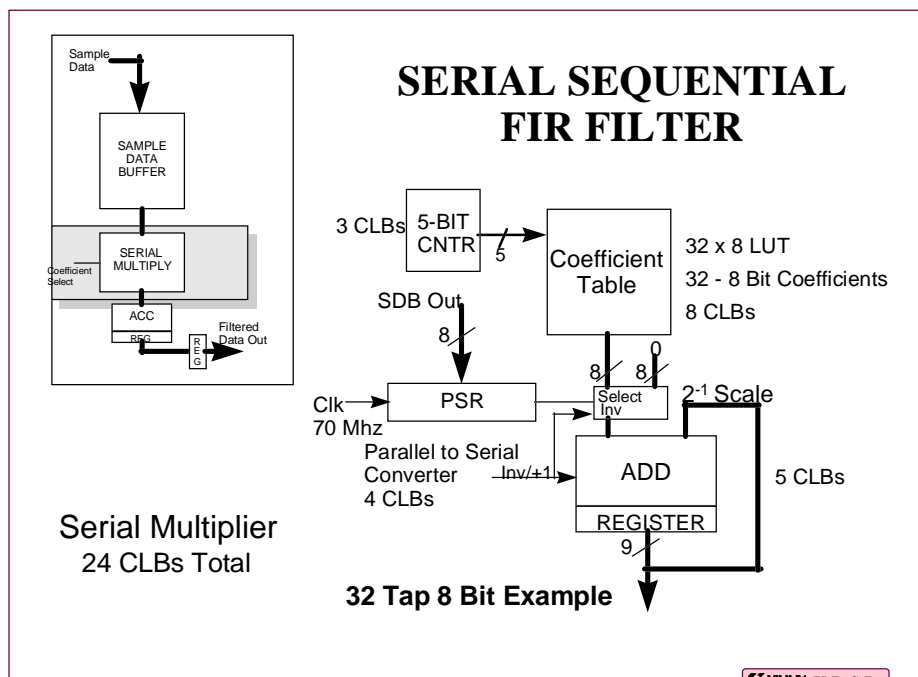 SERIAL SEQUENTIAL
FIR FILTER
Sample
Data
SAMPLE
DATA
BUFFER
SERIAL
MULTIPLY
Coefficient
Select
ACC
REG
R
E
G
Filtered
Data Out
3 CLBs
5-BIT
CNTR
5
Coefficient
Table
32 x 8 LUT
32 - 8 Bit Coefficients
8 CLBs
SDB Out
8
8
8
0
PSR
Select
Inv
2-1 Scale
Clk
70 Mhz
Parallel to Serial
Converter
4 CLBs
Inv/+1
ADD
REGISTER
5 CLBs
9
Serial Multiplier
24 CLBs Total
32 Tap 8 Bit Example